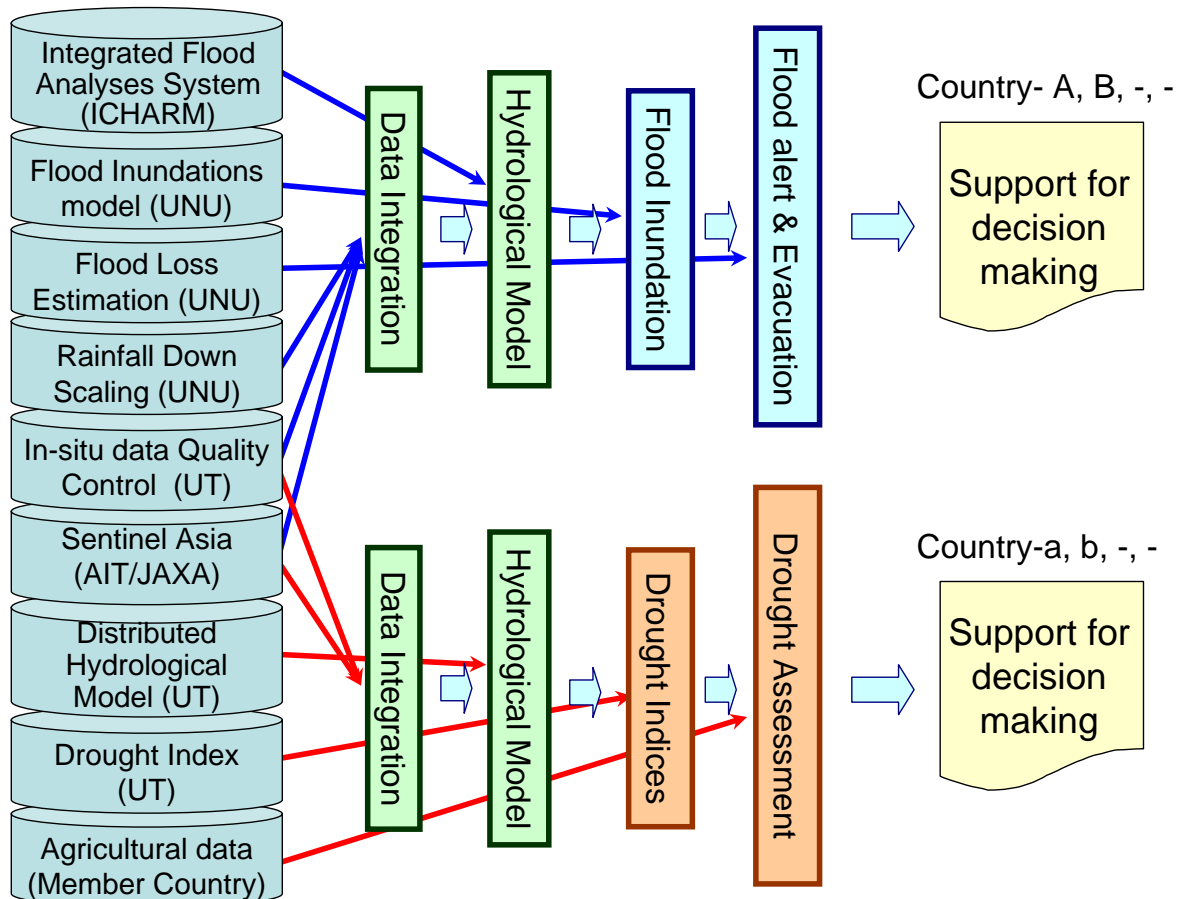 Integrated Flood
Analyses System
(ICHARM)
Flood Inundations
model (UNU)
Flood Loss
Estimation (UNU)
Rainfall Down
Scaling (UNU)
In-situ data Quality
Control (UT)
Sentinel Asia
(AIT/JAXA)
Distributed
Hydrological
Model (UT)
Drought Index
(UT)
Agricultural data
(Member Country)
Data Integration
Hydrological Model
Flood Inundation
Flood alert & Evacuation
Country- A, B, -, -
Support for
decision
making
Data Integration
Hydrological Model
Drought Indices
Drought Assessment
Country-a, b, -, -
Support for
decision
making